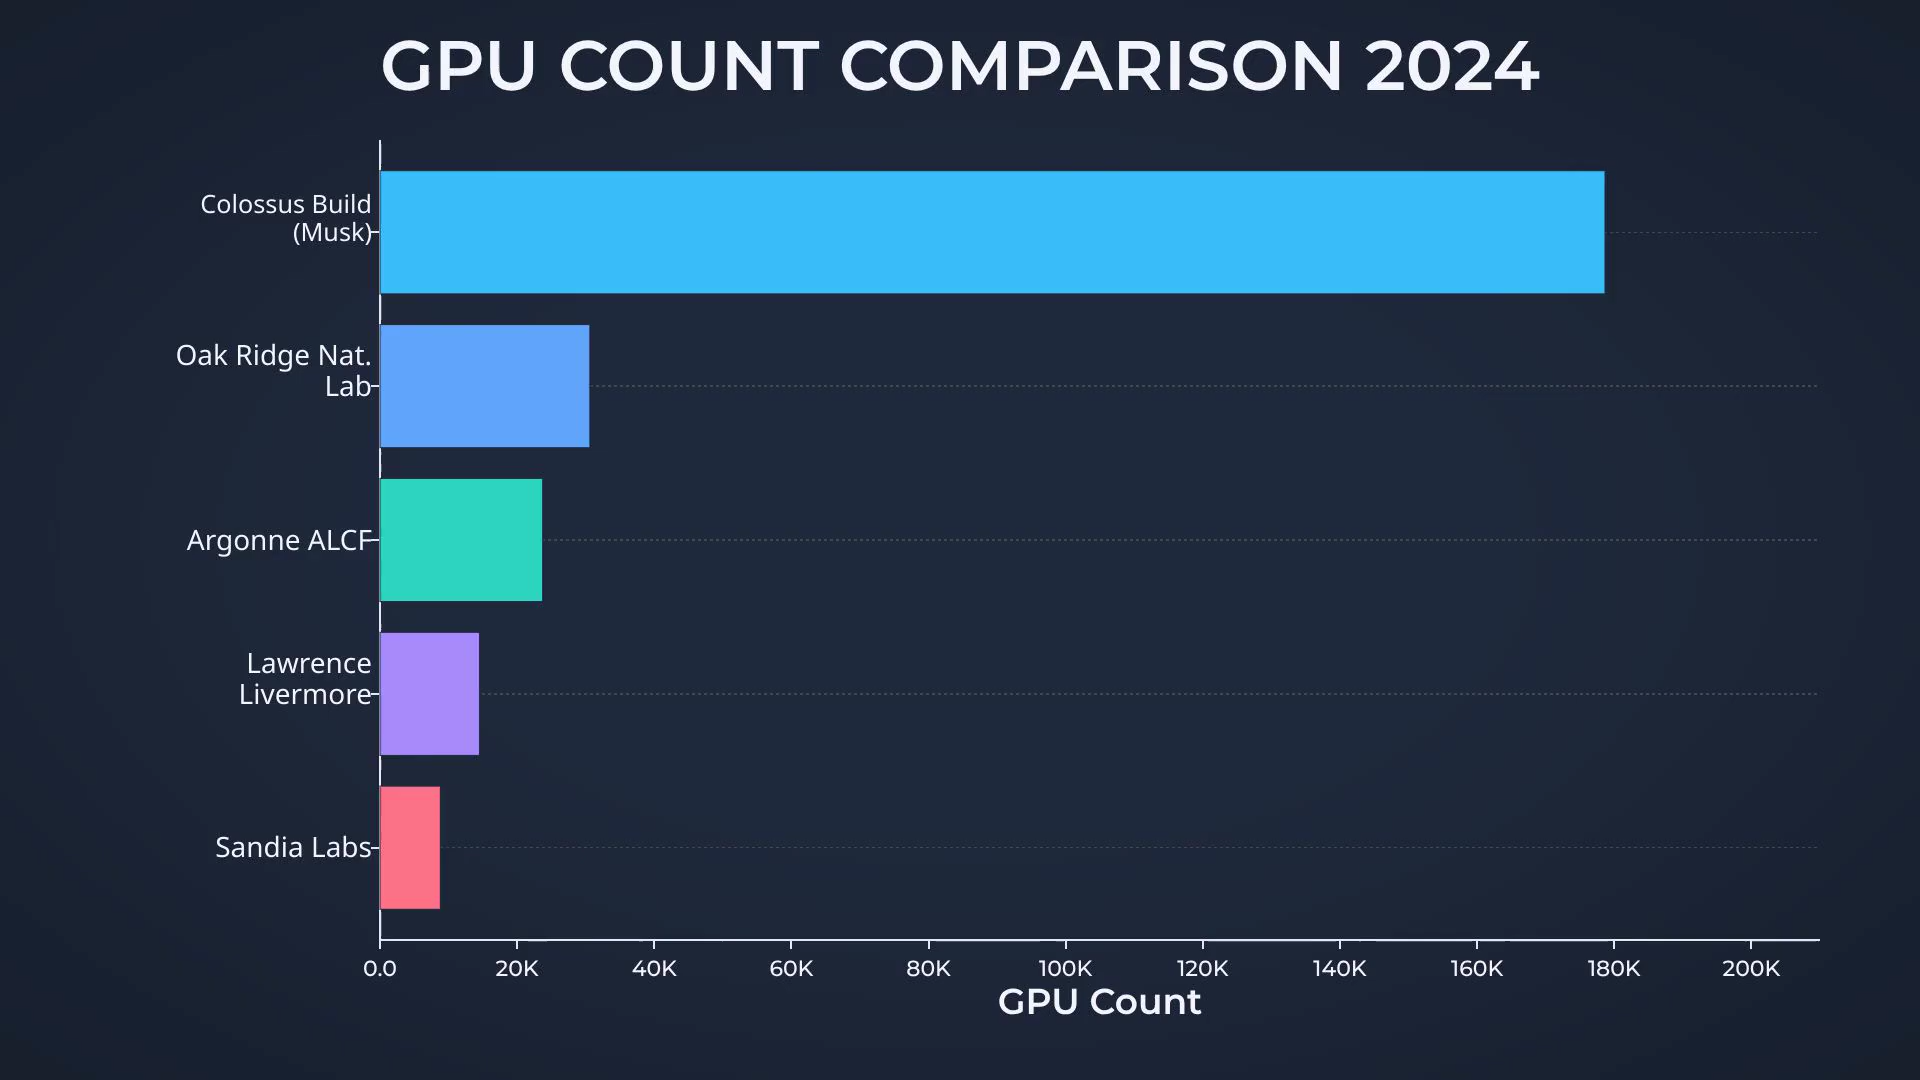 GPU COUNT COMPARISON 2024
Colossus Build
(Musk)
Oak Ridge Nat.
Lab
Argonne ALCF
Lawrence
Livermore
Sandia Labs
0.0 20K 40K 60K 80K 100K 120K 140K 160K 180K 200K
GPU Count